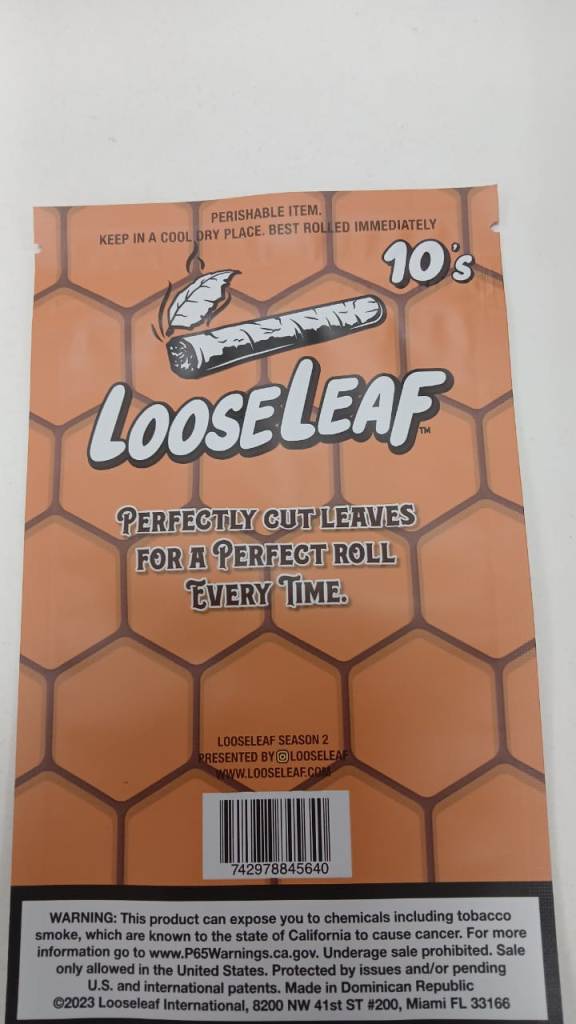 PERISHABLE ITEM.
KEEP IN A COOL DRY PLACE. BEST ROLLED IMMEDIATELY
10's
LOOSELEAF™
PERFECTLY CUT LEAVES
FOR A PERFECT ROLL
EVERY TIME.
LOOSELEAF SEASON 2
PRESENTED BY LOOSELEAF
WWW.LOOSELEAF.COM
742978845640
WARNING: This product can expose you to chemicals including tobacco
smoke, which are known to the state of California to cause cancer. For more
information go to www.P65Warnings.ca.gov. Underage sale prohibited. Sale
only allowed in the United States. Protected by issues and/or pending
U.S. and international patents. Made in Dominican Republic
©2023 Looseleaf International, 8200 NW 41st ST #200, Miami FL 33166